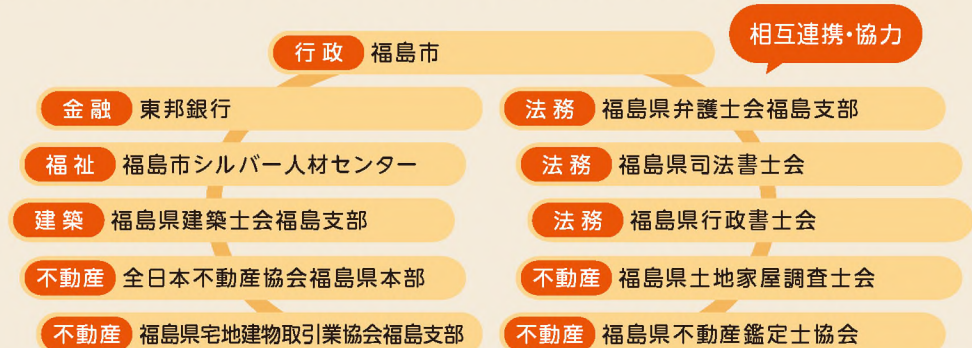 相互連携・協力
行政 福島市
金融 東邦銀行
福祉 福島市シルバー人材センター
建築 福島県建築士会福島支部
不動産 全日本不動産協会福島県本部
不動産 福島県宅地建物取引業協会福島支部
法務 福島県弁護士会福島支部
法務 福島県司法書士会
法務 福島県行政書士会
不動産 福島県土地家屋調査士会
不動産 福島県不動産鑑定士協会